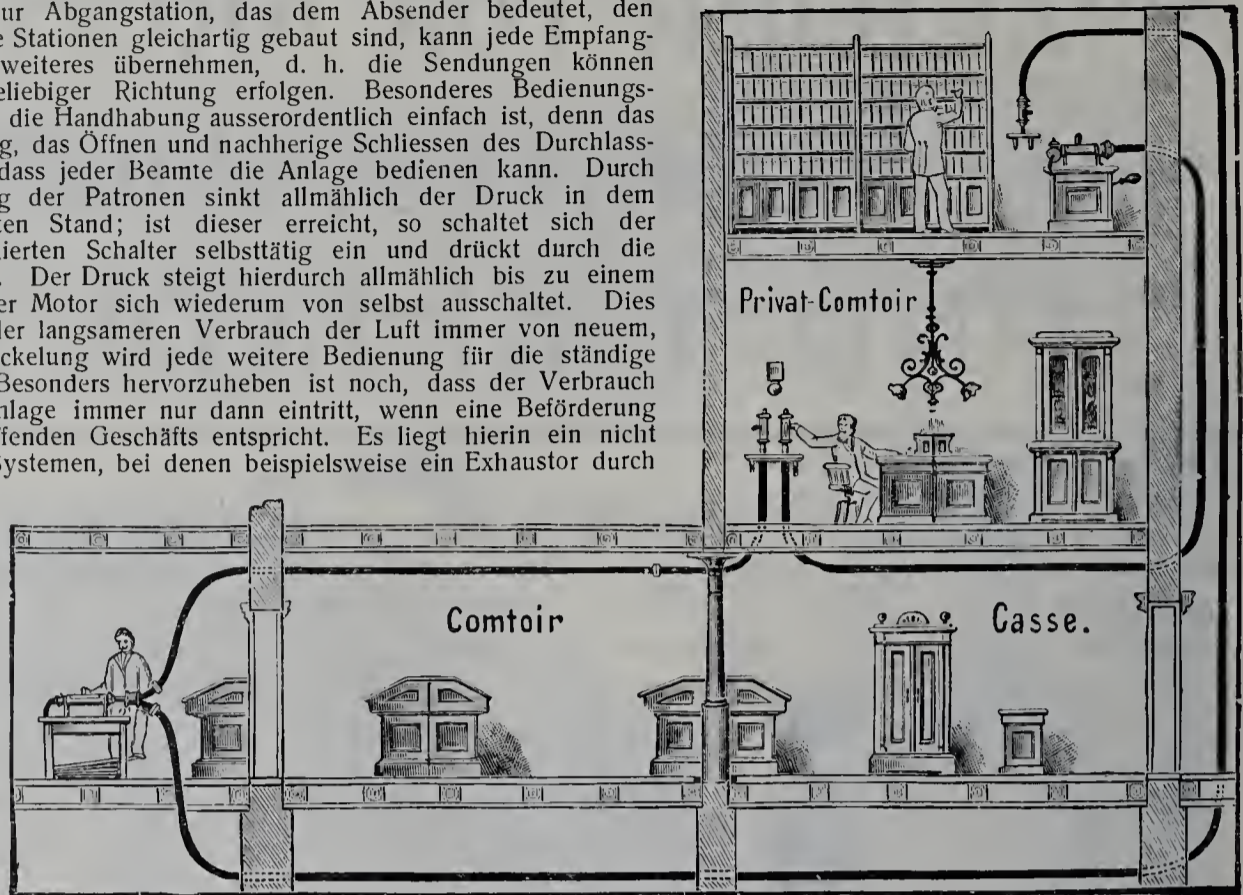 ur Abgangstation, das dem Absender bedeutet, den
e Stationen gleichartig gebaut sind, kann jede Empfang-
weiteres übernehmen, d. h. die Sendungen können
eliebiger Richtung erfolgen. Besonderes Bedienungs-
die Handhabung ausserordentlich einfach ist, denn das
g, das Öffnen und nachherige Schliessen des Durchlass-
dass jeder Beamte die Anlage bedienen kann. Durch
g der Patronen sinkt allmählich der Druck in dem
ten Stand; ist dieser erreicht, so schaltet sich der
ierten Schalter selbsttätig ein und drückt durch die
. Der Druck steigt hierdurch allmählich bis zu einem
er Motor sich wiederum von selbst ausschaltet. Dies
der langsameren Verbrauch der Luft immer von neuem,
ckelung wird jede weitere Bedienung für die ständige
Besonders hervorzuheben ist noch, dass der Verbrauch
nlage immer nur dann eintritt, wenn eine Beförderung
ffenden Geschäfts entspricht. Es liegt hierin ein nicht
Systemen, bei denen beispielsweise ein Exhaustor durch
Privat-Comtoir
Comtoir
Casse.